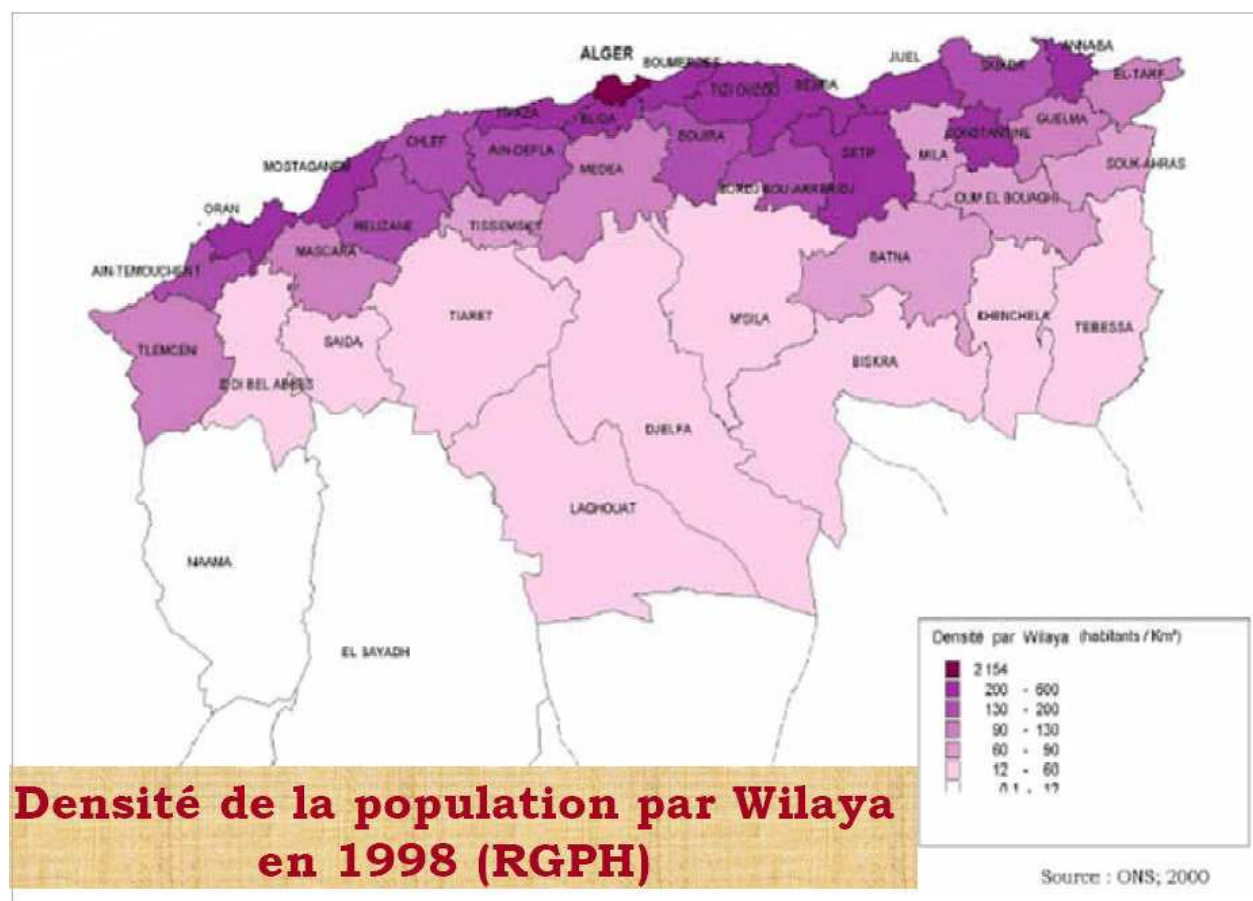 ALGER
BOUMERDES
JIJEL
SKIKDA
ANNABA
EL-TARF
TIPAZA
BLIDA
TIZI OUZOU
BEJAIA
CHLEF
AIN-DEFLA
MEDEA
BOUIRA
SETIF
MILA
CONSTANTINE
GUELMA
SOUK-AHRAS
MOSTAGANEM
BORDJ BOU-ARRERIDJ
OUM EL BOUAGHI
ORAN
RELIZANE
TISSEMSILT
MASCARA
BATNA
AIN-TEMOUCHENT
TIARET
M'SILA
KHENCHELA
TEBESSA
TLEMCEN
SAIDA
BISKRA
SIDI BEL ABBES
DJELFA
LAGHOUAT
NAAMA
EL BAYADH
Densité par Wilaya (habitants / Km²)
2 154
200 - 600
130 - 200
90 - 130
60 - 90
12 - 60
0.1 - 12
Densité de la population par Wilaya
en 1998 (RGPH)
Source : ONS; 2000